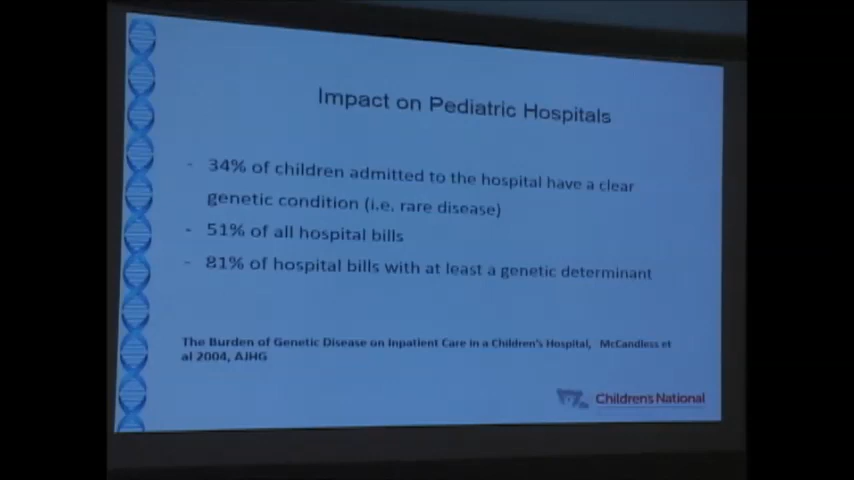 Impact on Pediatric Hospitals
- 34% of children admitted to the hospital have a clear
genetic condition (i.e. rare disease)
- 51% of all hospital bills
- 81% of hospital bills with at least a genetic determinant
The Burden of Genetic Disease on Inpatient Care in a Children's Hospital, McCandless et
al 2004, AJHG
Childrens National